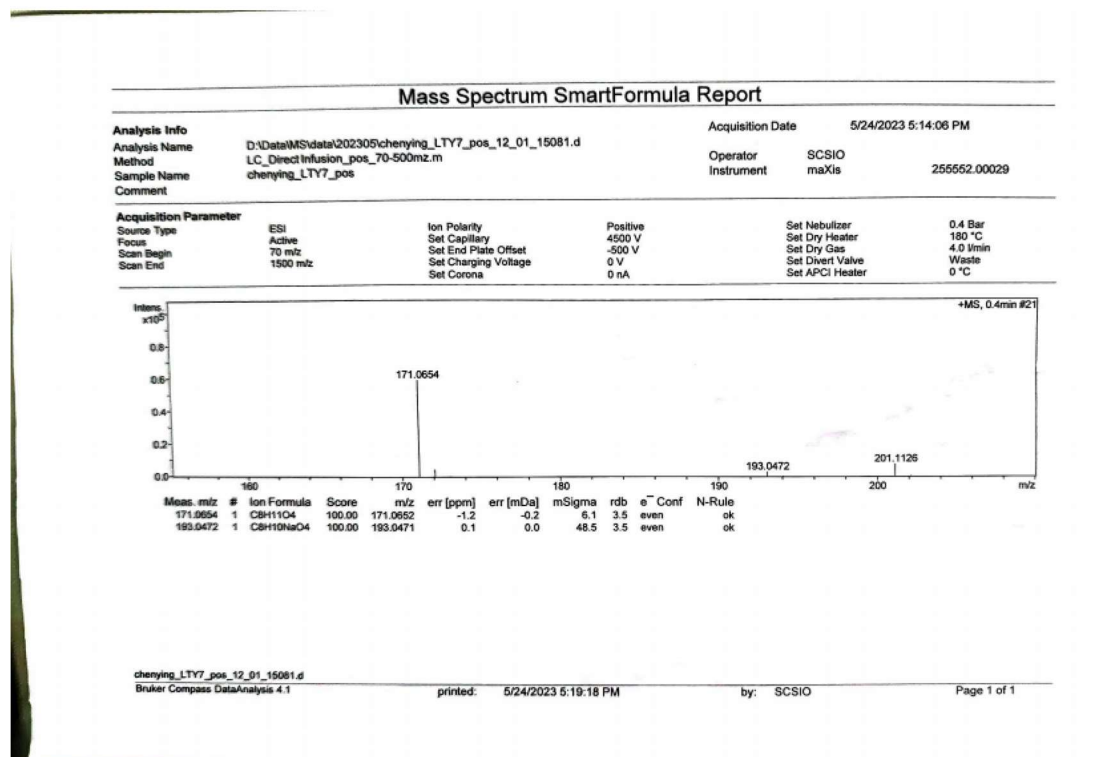 Mass Spectrum SmartFormula Report
Analysis Info
Acquisition Date 5/24/2023 5:14:06 PM
Analysis Name D:\Data\MS\data\202305\chenying_LTY7_pos_12_01_15081.d
Method LC_Direct Infusion_pos_70-500mz.m
Operator SCSIO
Sample Name chenying_LTY7_pos
Instrument maXis 255552.00029
Comment
Acquisition Parameter
Source Type ESI Ion Polarity Positive Set Nebulizer 0.4 Bar
Focus Active Set Capillary 4500 V Set Dry Heater 180 °C
Scan Begin 70 m/z Set End Plate Offset -500 V Set Dry Gas 4.0 l/min
Scan End 1500 m/z Set Charging Voltage 0 V Set Divert Valve Waste
Set Corona 0 nA Set APCI Heater 0 °C
Intens. +MS, 0.4min #21
x10⁵
0.8
171.0654
0.6
0.4
0.2
193.0472 201.1126
0.0
160 170 180 190 200 m/z
Meas. m/z # Ion Formula Score m/z err [ppm] err [mDa] mSigma rdb e⁻ Conf N-Rule
171.0654 1 C8H11O4 100.00 171.0652 -1.2 -0.2 6.1 3.5 even ok
193.0472 1 C8H10NaO4 100.00 193.0471 0.1 0.0 48.5 3.5 even ok
chenying_LTY7_pos_12_01_15081.d
Bruker Compass DataAnalysis 4.1 printed: 5/24/2023 5:19:18 PM by: SCSIO Page 1 of 1